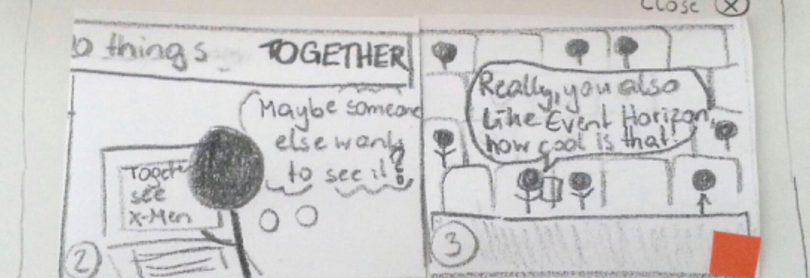 Close X
o things TOGETHER
Maybe someone
else wants
to see it?
Togeth
see
X-Men
2
Really, you also
like Event Horizon,
how cool is that!
3